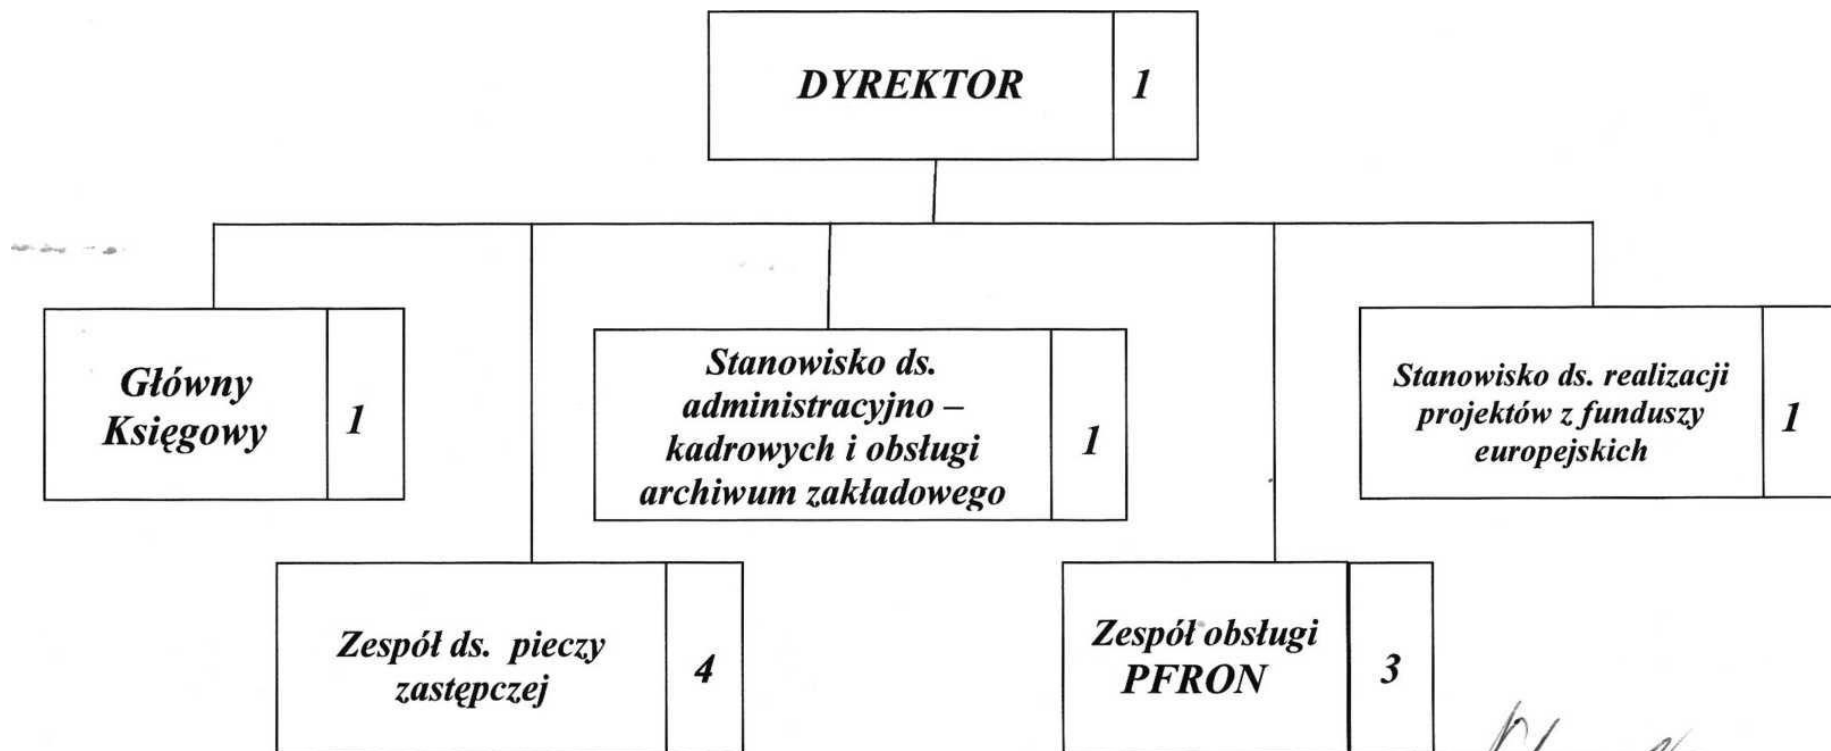 DYREKTOR
1
Główny
Księgowy
1
Stanowisko ds.
administracyjno –
kadrowych i obsługi
archiwum zakładowego
1
Stanowisko ds. realizacji
projektów z funduszy
europejskich
1
Zespół ds. pieczy
zastępczej
4
Zespół obsługi
PFRON
3